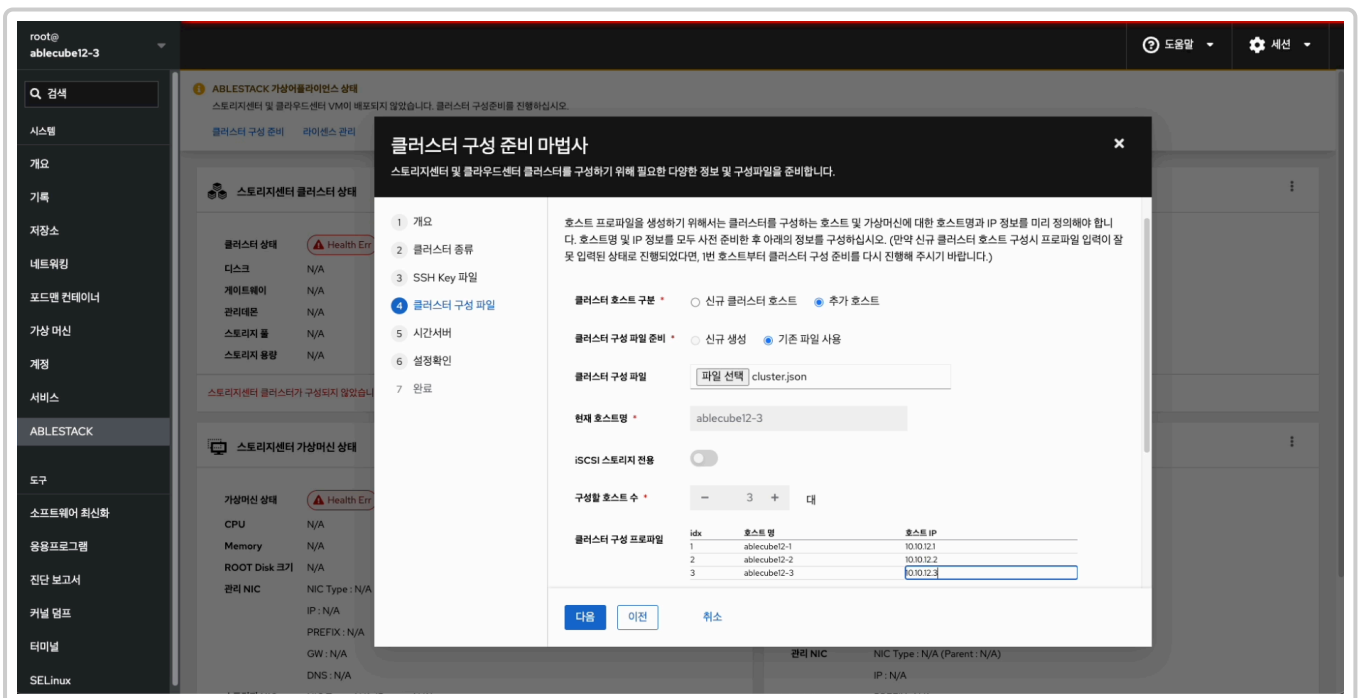 root@
ablecube12-3
도움말
세션
검색
시스템
개요
기록
저장소
네트워킹
포드맨 컨테이너
가상 머신
계정
서비스
ABLESTACK
도구
소프트웨어 최신화
응용프로그램
진단 보고서
커널 덤프
터미널
SELinux
ABLESTACK 가상어플라이언스 상태
스토리지센터 및 클라우드센터 VM이 배포되지 않았습니다. 클러스터 구성준비를 진행하십시오.
클러스터 구성 준비 라이센스 관리
스토리지센터 클러스터 상태
클러스터 상태 Health Err
디스크 N/A
게이트웨이 N/A
관리데몬 N/A
스토리지 풀 N/A
스토리지 용량 N/A
스토리지센터 클러스터가 구성되지 않았습니
스토리지센터 가상머신 상태
가상머신 상태 Health Err
CPU N/A
Memory N/A
ROOT Disk 크기 N/A
관리 NIC NIC Type : N/A
IP : N/A
PREFIX : N/A
GW : N/A
DNS : N/A
관리 NIC NIC Type : N/A (Parent : N/A)
IP : N/A
클러스터 구성 준비 마법사
스토리지센터 및 클라우드센터 클러스터를 구성하기 위해 필요한 다양한 정보 및 구성파일을 준비합니다.
1 개요
2 클러스터 종류
3 SSH Key 파일
4 클러스터 구성 파일
5 시간서버
6 설정확인
7 완료
호스트 프로파일을 생성하기 위해서는 클러스터를 구성하는 호스트 및 가상머신에 대한 호스트명과 IP 정보를 미리 정의해야 합니
다. 호스트명 및 IP 정보를 모두 사전 준비한 후 아래의 정보를 구성하십시오. (만약 신규 클러스터 호스트 구성시 프로파일 입력이 잘
못 입력된 상태로 진행되었다면, 1번 호스트부터 클러스터 구성 준비를 다시 진행해 주시기 바랍니다.)
클러스터 호스트 구분 * 신규 클러스터 호스트 추가 호스트
클러스터 구성 파일 준비 * 신규 생성 기존 파일 사용
클러스터 구성 파일 파일 선택 cluster.json
현재 호스트명 * ablecube12-3
iSCSI 스토리지 전용
구성할 호스트 수 * − 3 + 대
클러스터 구성 프로파일
idx 호스트 명 호스트 IP
1 ablecube12-1 10.10.12.1
2 ablecube12-2 10.10.12.2
3 ablecube12-3 10.10.12.3
다음 이전 취소